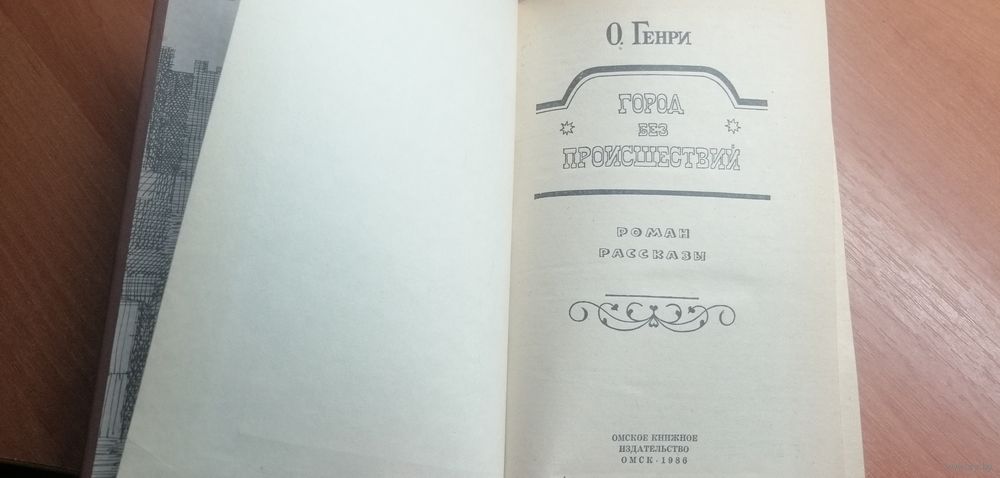 О. Генри
ГОРОД
БЕЗ
ПРОИСШЕСТВИЙ
РОМАН
РАССКАЗЫ
ОМСКОЕ КНИЖНОЕ
ИЗДАТЕЛЬСТВО
ОМСК · 1986